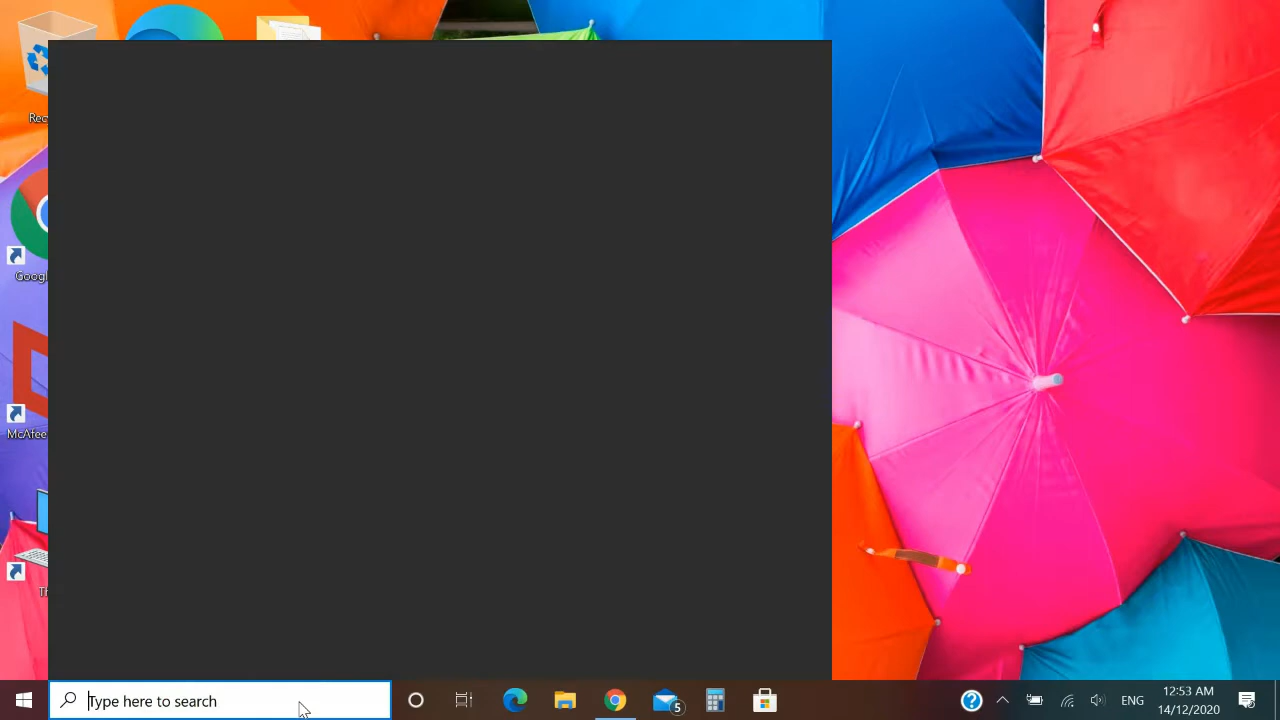 Rec
Googl
McAfee
Th
Type here to search
5
ENG
12:53 AM
14/12/2020